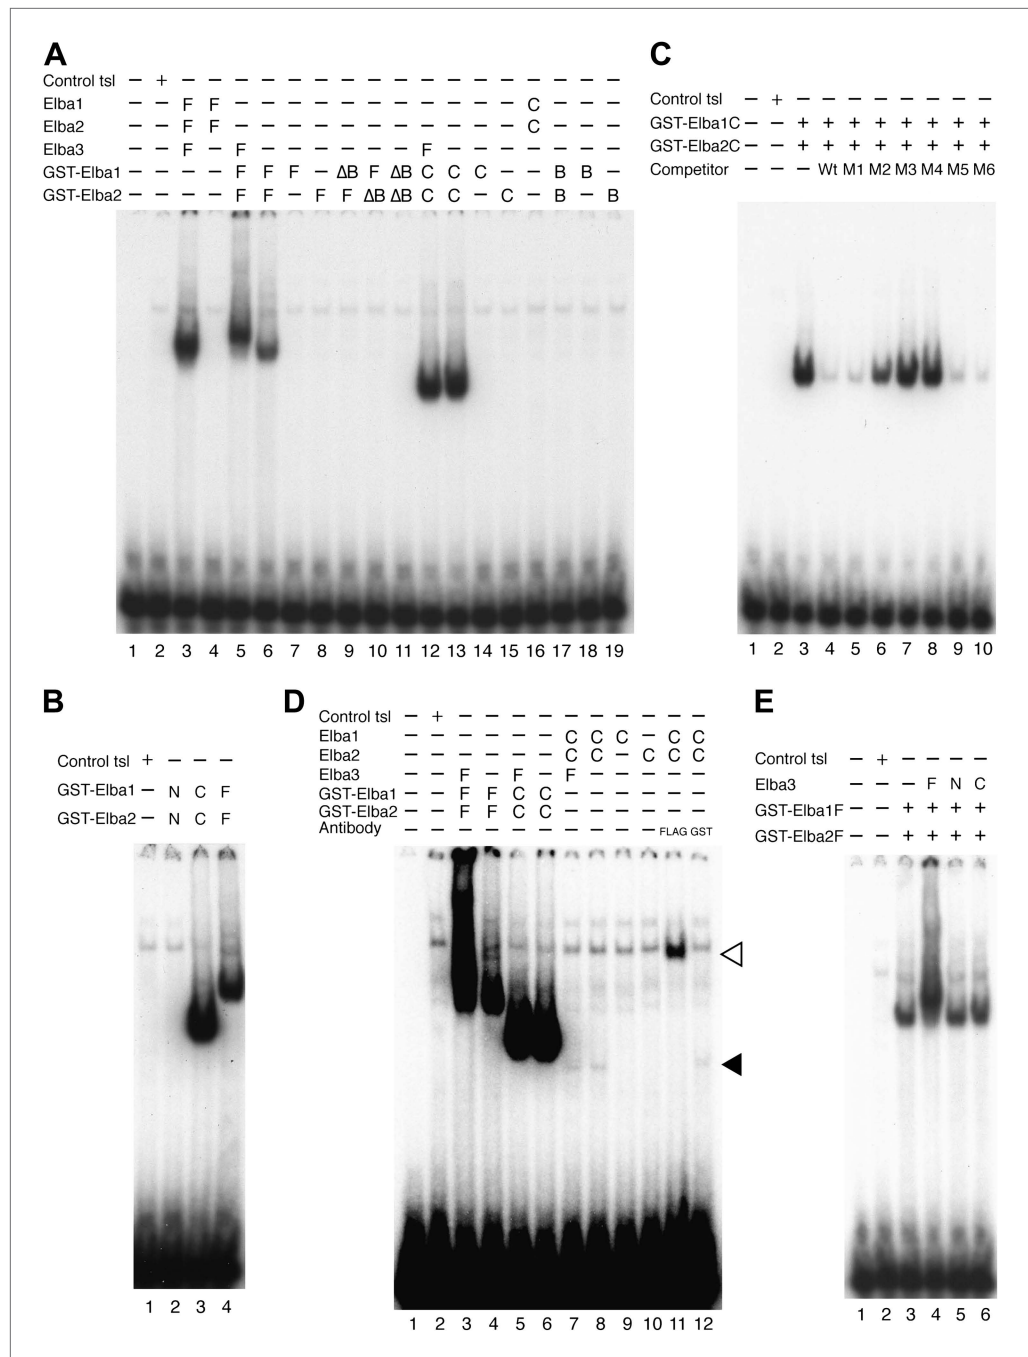 A
Control tsl – + – – – – – – – – – – – – – – – – –
Elba1 – – F F – – – – – – – – – – – C – – –
Elba2 – – F F – – – – – – – – – – – C – – –
Elba3 – – F – F – – – – – – F – – – – – – –
GST-Elba1 – – – – F F F – ΔB F ΔB C C C – – B B –
GST-Elba2 – – – – F F – F F ΔB ΔB C C – C – B – B
1 2 3 4 5 6 7 8 9 10 11 12 13 14 15 16 17 18 19
C
Control tsl – + – – – – – – – –
GST-Elba1C – – + + + + + + + +
GST-Elba2C – – + + + + + + + +
Competitor – – – Wt M1 M2 M3 M4 M5 M6
1 2 3 4 5 6 7 8 9 10
B
Control tsl + – – –
GST-Elba1 – N C F
GST-Elba2 – N C F
1 2 3 4
D
Control tsl – + – – – – – – – – – –
Elba1 – – – – – – C C C – C C
Elba2 – – – – – – C C – C C C
Elba3 – – F – F – F – – – – –
GST-Elba1 – – F F C C – – – – – –
GST-Elba2 – – F F C C – – – – – –
Antibody – – – – – – – – – – FLAG GST
1 2 3 4 5 6 7 8 9 10 11 12
E
Control tsl – + – – – –
Elba3 – – – F N C
GST-Elba1F – – + + + +
GST-Elba2F – – + + + +
1 2 3 4 5 6